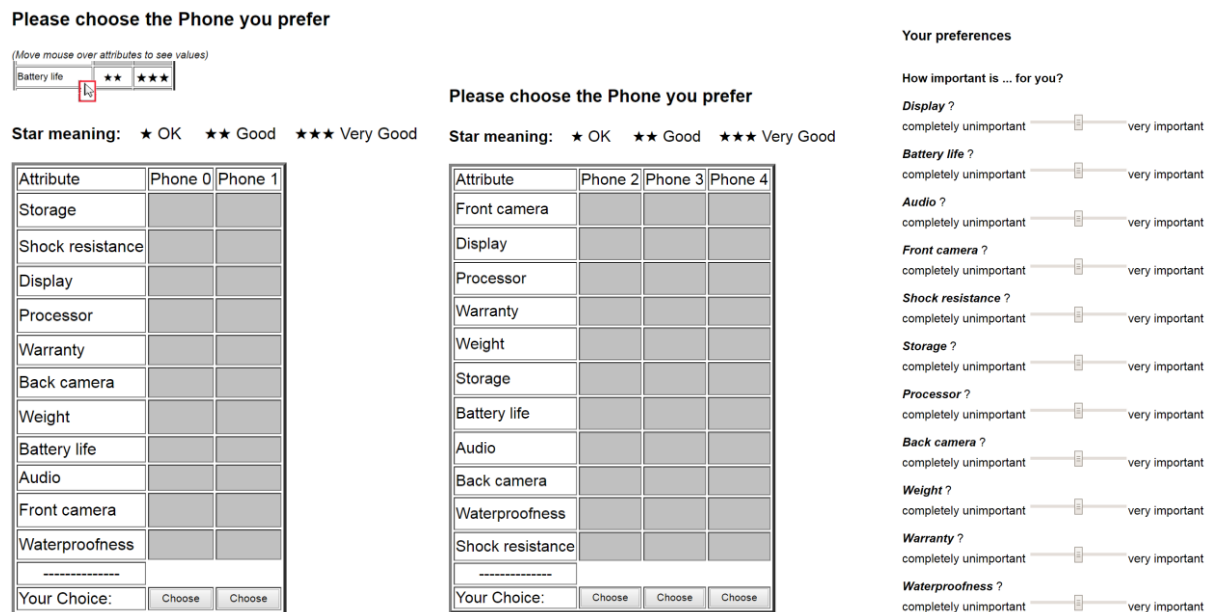 Please choose the Phone you prefer
(Move mouse over attributes to see values)
Battery life ★★ ★★★
Star meaning: ★ OK ★★ Good ★★★ Very Good
Attribute Phone 0 Phone 1
Storage
Shock resistance
Display
Processor
Warranty
Back camera
Weight
Battery life
Audio
Front camera
Waterproofness
--------------
Your Choice: Choose Choose
Please choose the Phone you prefer
Star meaning: ★ OK ★★ Good ★★★ Very Good
Attribute Phone 2 Phone 3 Phone 4
Front camera
Display
Processor
Warranty
Weight
Storage
Battery life
Audio
Back camera
Waterproofness
Shock resistance
--------------
Your Choice: Choose Choose Choose
Your preferences
How important is ... for you?
Display ?
completely unimportant very important
Battery life ?
completely unimportant very important
Audio ?
completely unimportant very important
Front camera ?
completely unimportant very important
Shock resistance ?
completely unimportant very important
Storage ?
completely unimportant very important
Processor ?
completely unimportant very important
Back camera ?
completely unimportant very important
Weight ?
completely unimportant very important
Warranty ?
completely unimportant very important
Waterproofness ?
completely unimportant very important